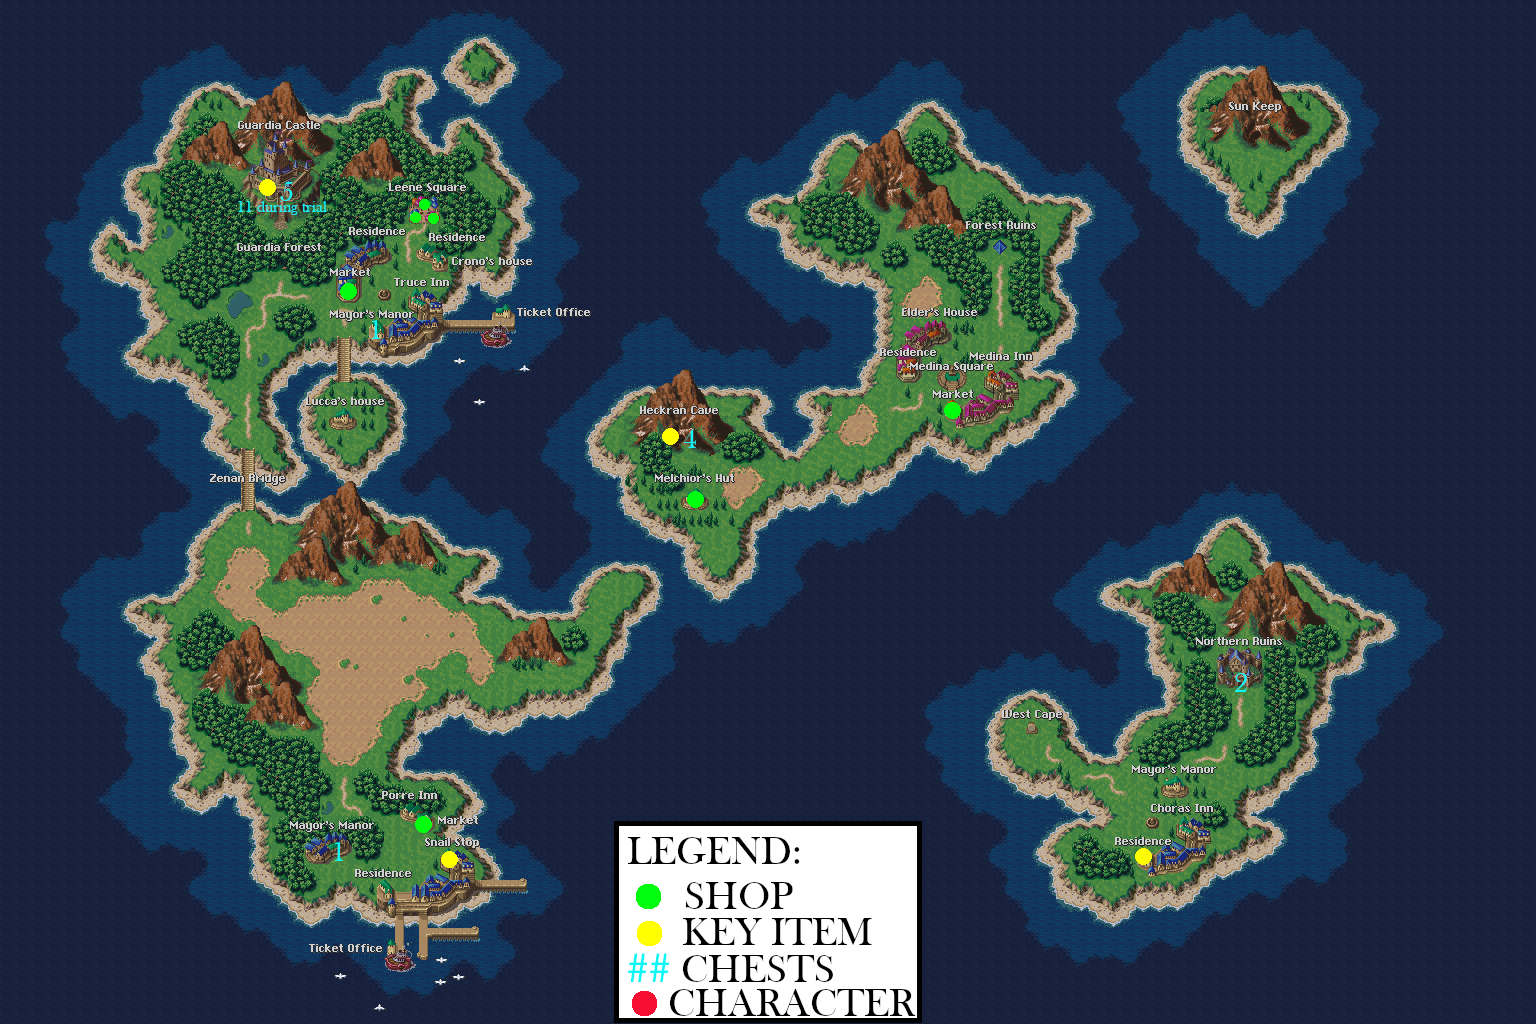 Sun Keep
Guardia Castle
5
11 during trial
Leene Square
Guardia Forest
Residence
Residence
Crono's house
Market
Truce Inn
Mayor's Manor
1
Ticket Office
Lucca's house
Zenan Bridge
Forest Ruins
Elder's House
Residence
Medina Inn
Medina Square
Market
Heckran Cave
4
Melchior's Hut
Northern Ruins
2
West Cape
Mayor's Manor
Choras Inn
Residence
Porre Inn
Market
Mayor's Manor
1
Snail Stop
Residence
Ticket Office
LEGEND:
SHOP
KEY ITEM
## CHESTS
CHARACTER